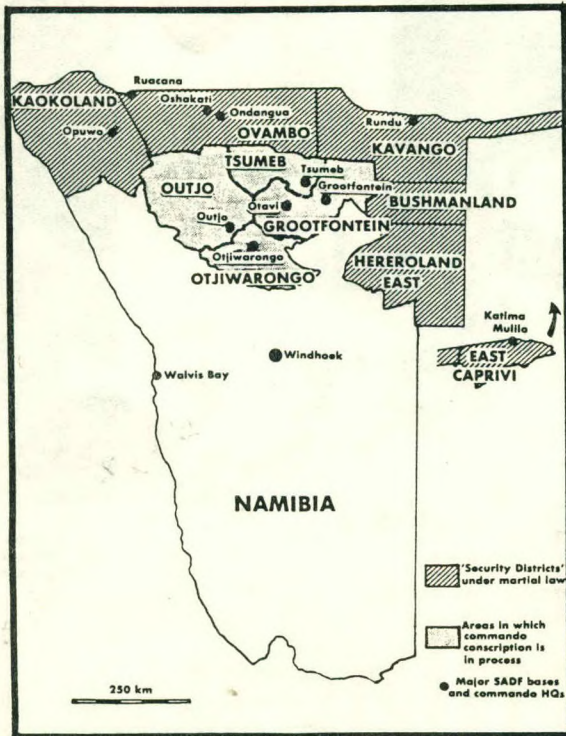 Ruacana
KAOKOLAND
Oshakati
Ondangua
Opuwa
OVAMBO
Rundu
KAVANGO
TSUMEB
Tsumeb
Grootfontein
OUTJO
Otavi
BUSHMANLAND
Outjo
GROOTFONTEIN
Otjiwarongo
HEREROLAND
EAST
OTJIWARONGO
Katima
Mulilo
EAST
CAPRIVI
Windhoek
Walvis Bay
NAMIBIA
'Security Districts'
under martial law
Areas in which
commando
conscription is
in process
Major SADF bases
and commando HQs
250 km